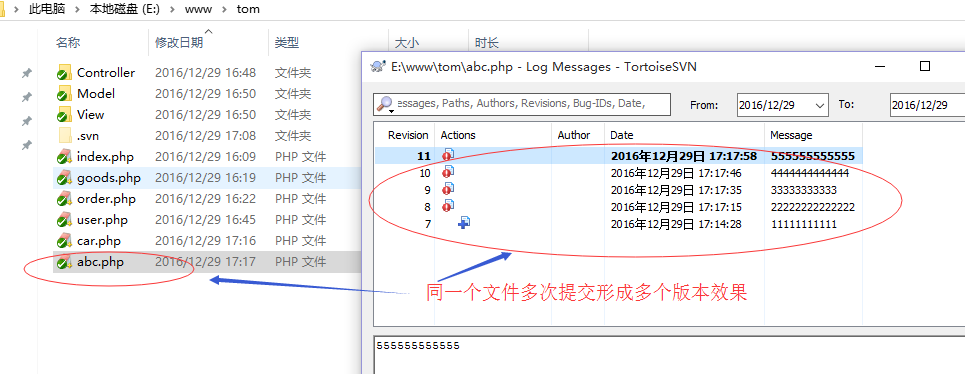 此电脑 本地磁盘 (E:) www tom
名称 修改日期 类型 大小 时长
Controller 2016/12/29 16:48 文件夹
Model 2016/12/29 16:50 文件夹
View 2016/12/29 16:50 文件夹
.svn 2016/12/29 17:08 文件夹
index.php 2016/12/29 16:09 PHP 文件
goods.php 2016/12/29 16:19 PHP 文件
order.php 2016/12/29 16:22 PHP 文件
user.php 2016/12/29 16:45 PHP 文件
car.php 2016/12/29 17:16 PHP 文件
abc.php 2016/12/29 17:17 PHP 文件
E:\www\tom\abc.php - Log Messages - TortoiseSVN
essages, Paths, Authors, Revisions, Bug-IDs, Date, From: 2016/12/29 To: 2016/12/29
Revision Actions Author Date Message
11 2016年12月29日 17:17:58 555555555555
10 2016年12月29日 17:17:46 4444444444444
9 2016年12月29日 17:17:35 33333333333
8 2016年12月29日 17:17:15 22222222222222
7 2016年12月29日 17:14:28 11111111111
同一个文件多次提交形成多个版本效果
555555555555